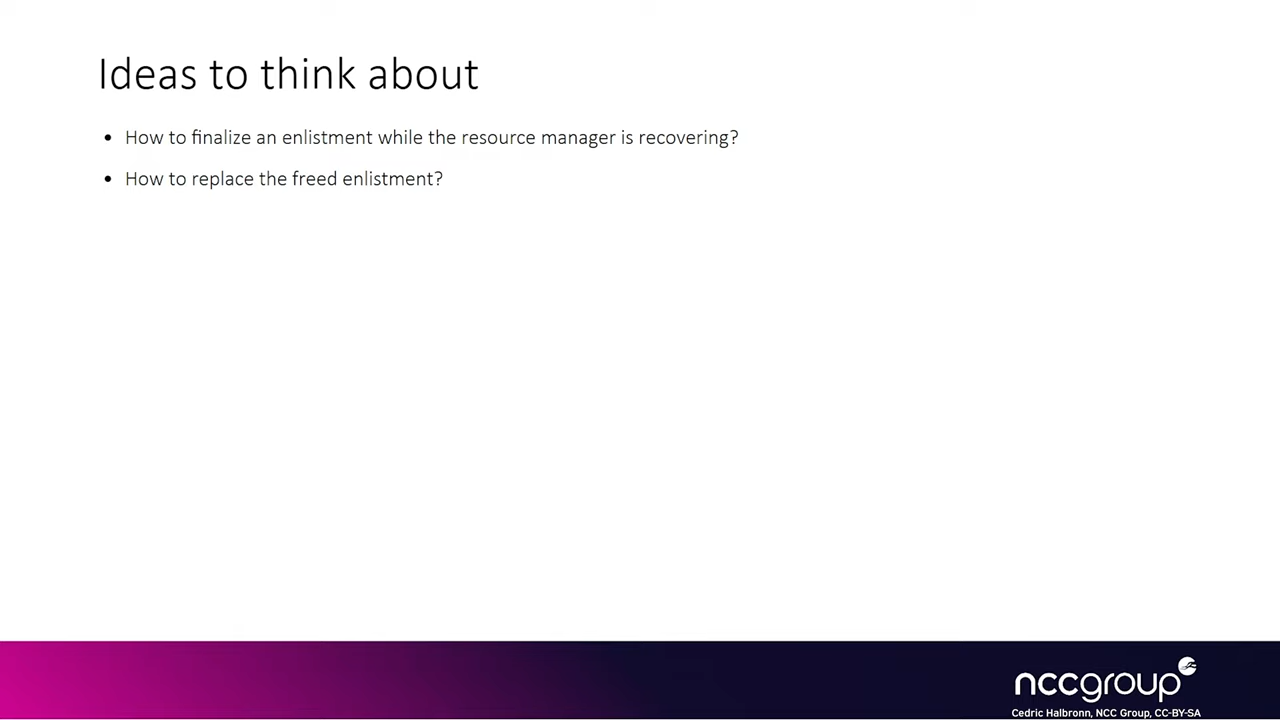 Ideas to think about
• How to finalize an enlistment while the resource manager is recovering?
• How to replace the freed enlistment?
nccgroup
Cedric Halbronn, NCC Group, CC-BY-SA